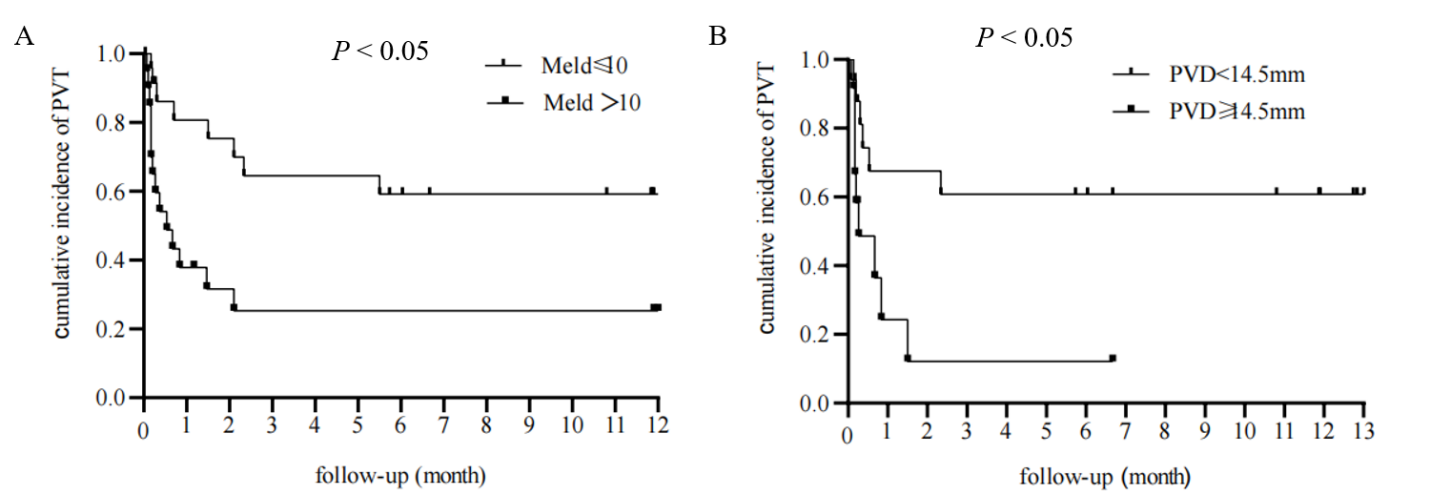 A
P < 0.05
Meld≤10
Meld >10
cumulative incidence of PVT
1.0
0.8
0.6
0.4
0.2
0.0
0 1 2 3 4 5 6 7 8 9 10 11 12
follow-up (month)
B
P < 0.05
PVD<14.5mm
PVD≥14.5mm
cumulative incidence of PVT
1.0
0.8
0.6
0.4
0.2
0.0
0 1 2 3 4 5 6 7 8 9 10 11 12 13
follow-up (month)